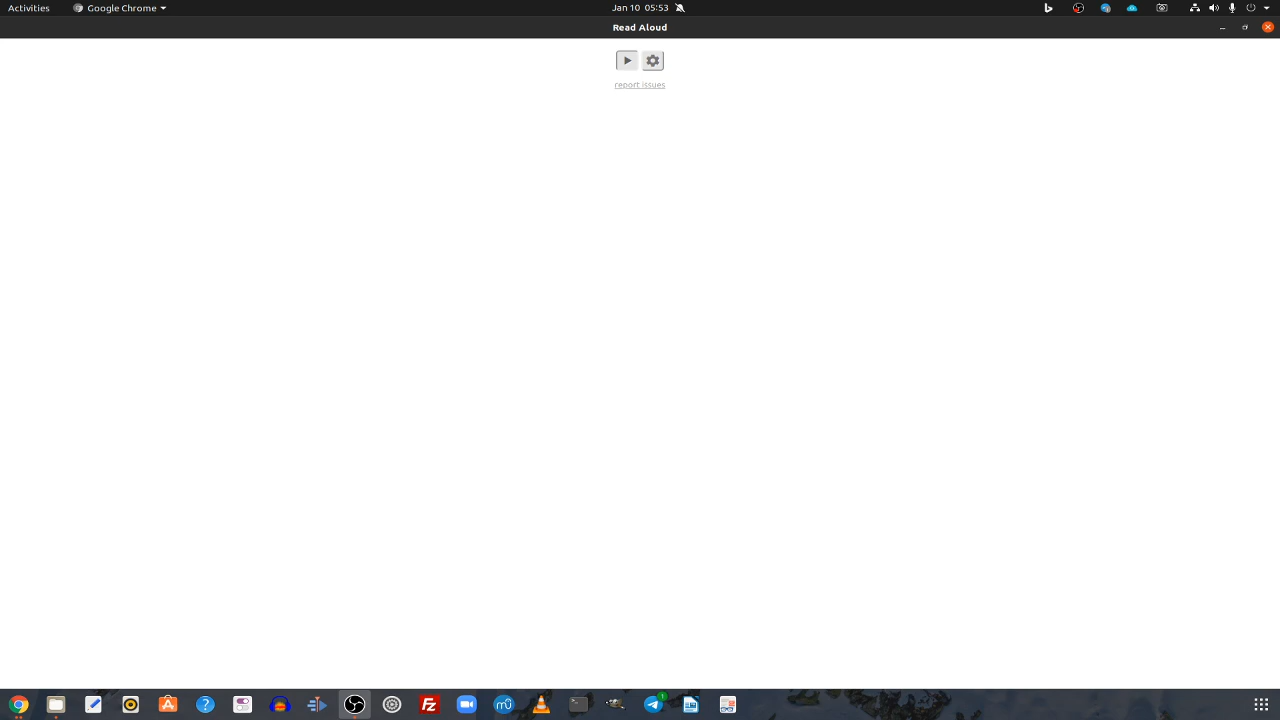 Activities
Google Chrome
Jan 10 05:53
Read Aloud
report issues